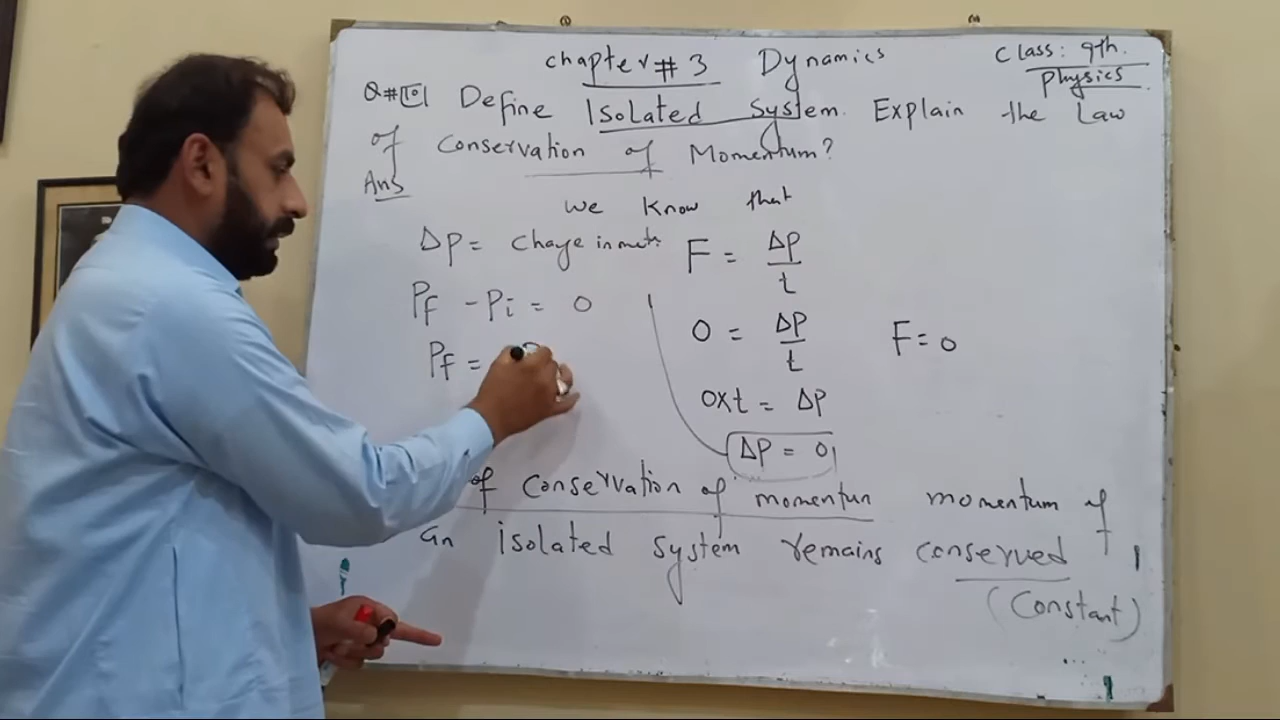 Chapter # 3 Dynamics
Class: 9th.
Physics
Q#10 Define Isolated System. Explain the Law
of Conservation of Momentum?
Ans
we know that
ΔP = Change in
F = ΔP/t
Pf - Pi = 0
0 = ΔP/t
F = 0
Pf =
0xt = ΔP
ΔP = 0
of Conservation of momentum momentum of
an isolated system remains conserved
(Constant)